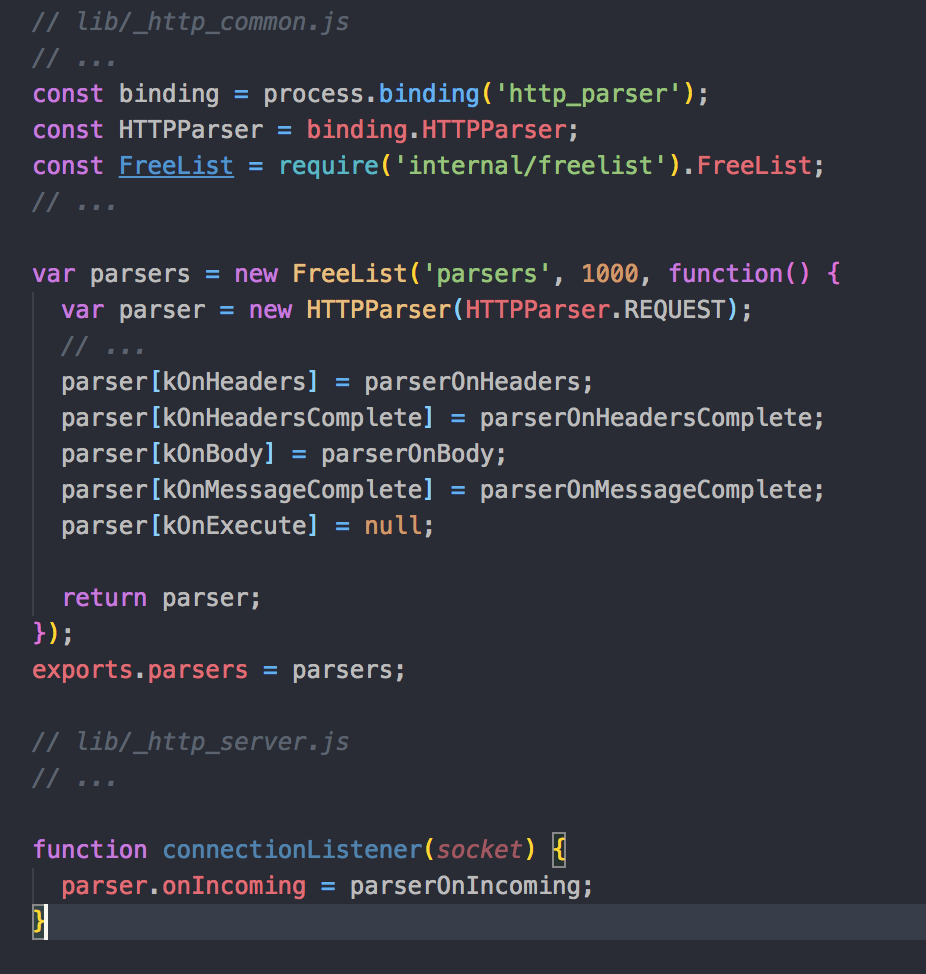 // lib/_http_common.js
// ...
const binding = process.binding('http_parser');
const HTTPParser = binding.HTTPParser;
const FreeList = require('internal/freelist').FreeList;
// ...
var parsers = new FreeList('parsers', 1000, function() {
var parser = new HTTPParser(HTTPParser.REQUEST);
// ...
parser[kOnHeaders] = parserOnHeaders;
parser[kOnHeadersComplete] = parserOnHeadersComplete;
parser[kOnBody] = parserOnBody;
parser[kOnMessageComplete] = parserOnMessageComplete;
parser[kOnExecute] = null;
return parser;
});
exports.parsers = parsers;
// lib/_http_server.js
// ...
function connectionListener(socket) {
parser.onIncoming = parserOnIncoming;
}